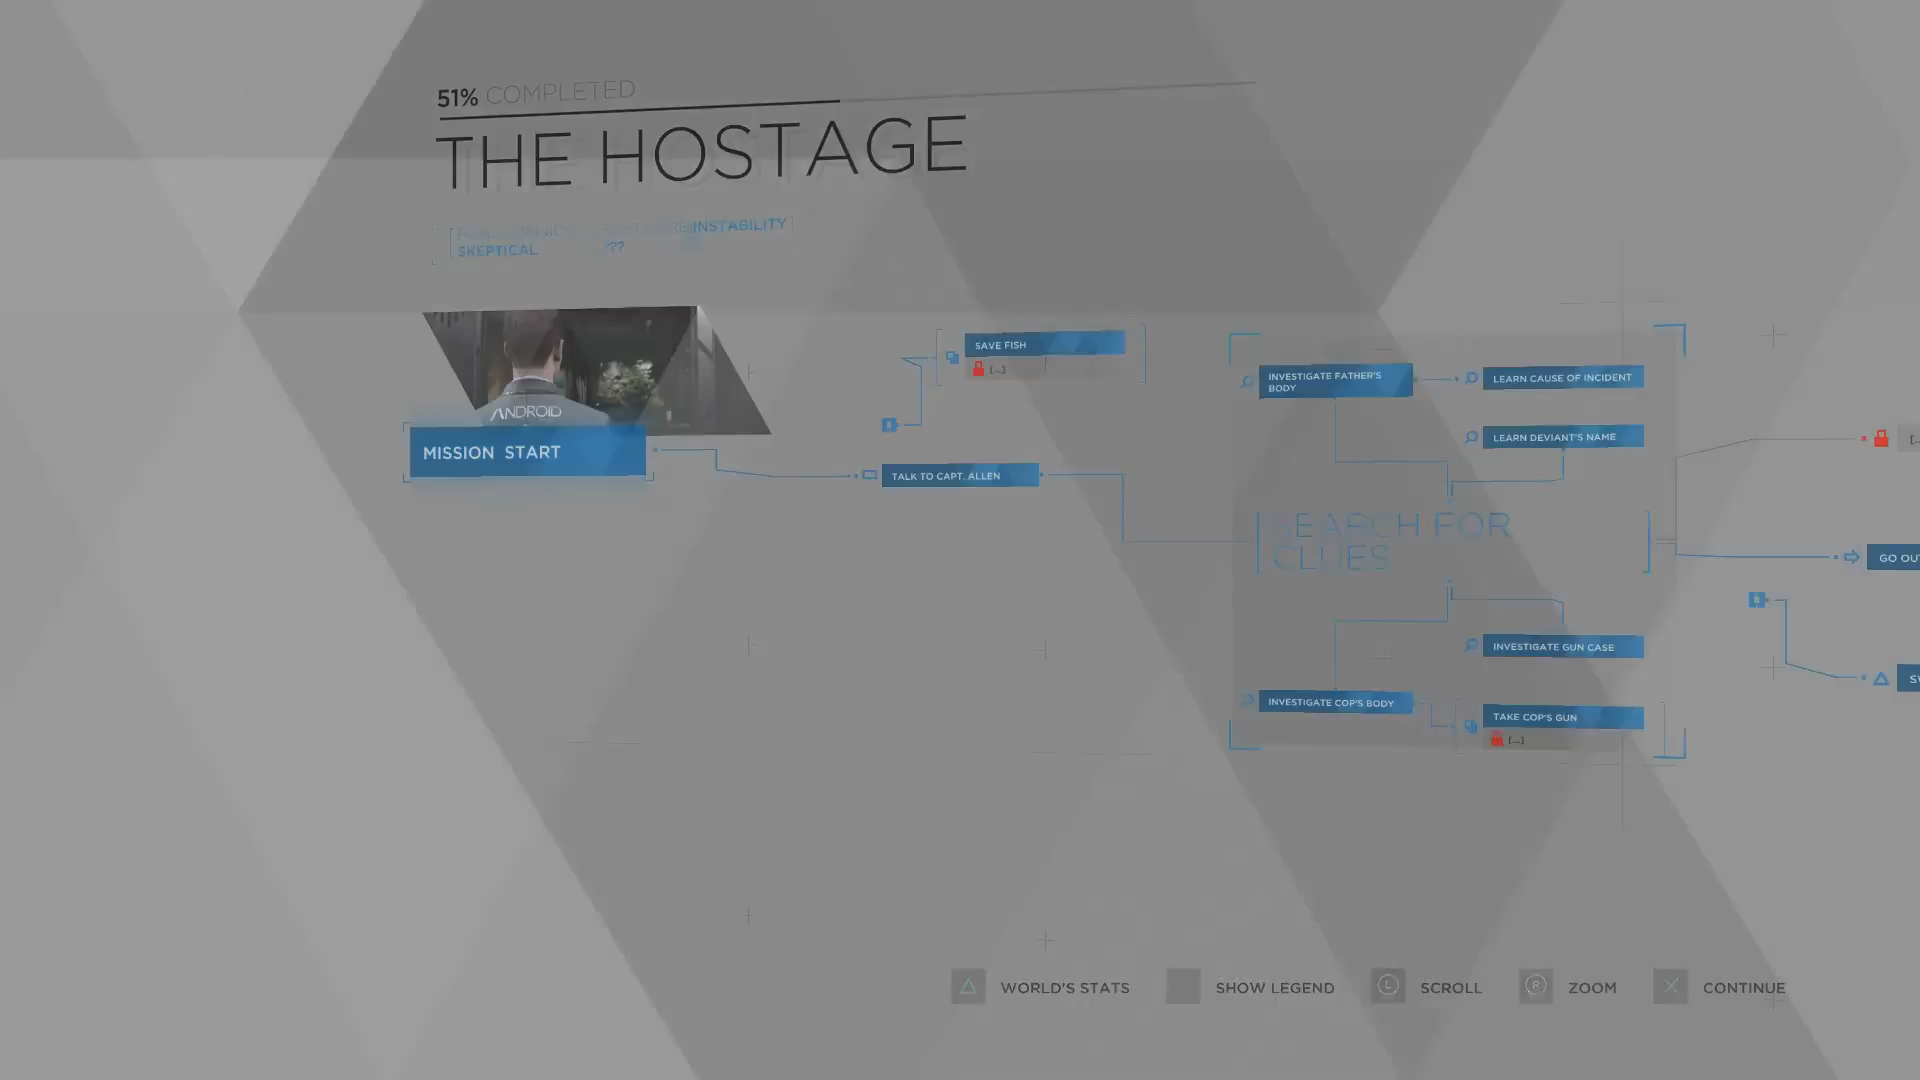 51% COMPLETED
THE HOSTAGE
INSTABILITY
SKEPTICAL
???
ANDROID
MISSION START
SAVE FISH
[...]
TALK TO CAPT. ALLEN
INVESTIGATE FATHER'S
BODY
LEARN CAUSE OF INCIDENT
LEARN DEVIANT'S NAME
SEARCH FOR
CLUES
INVESTIGATE GUN CASE
INVESTIGATE COP'S BODY
TAKE COP'S GUN
[...]
GO OU
WORLD'S STATS
SHOW LEGEND
L
SCROLL
R
ZOOM
CONTINUE